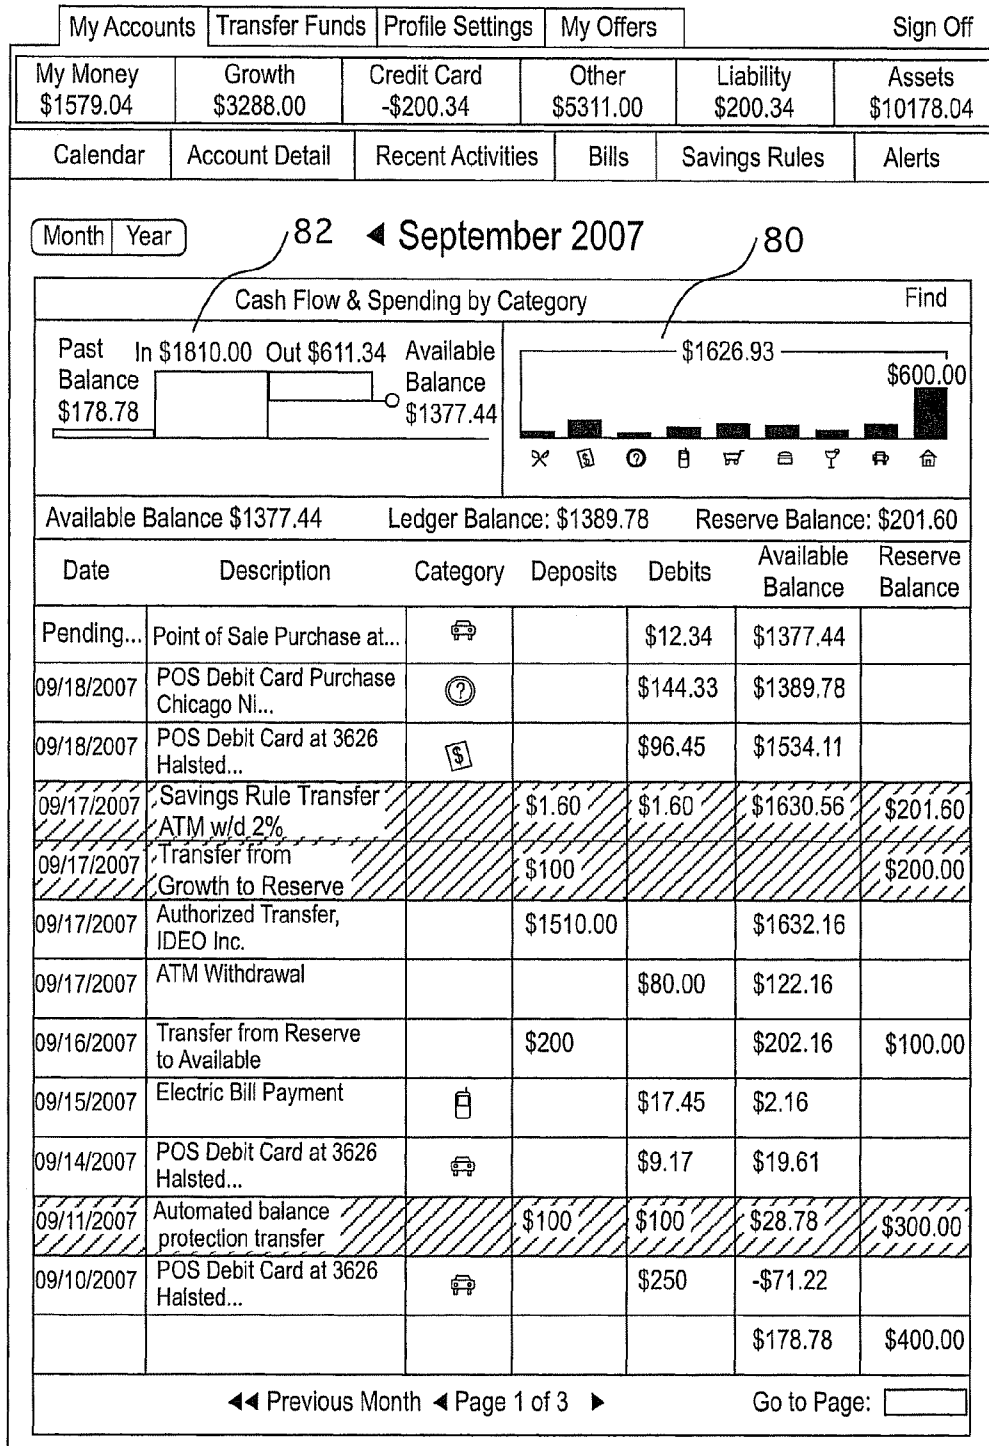 My Accounts Transfer Funds Profile Settings My Offers Sign Off
My Money Growth Credit Card Other Liability Assets
$1579.04 $3288.00 -$200.34 $5311.00 $200.34 $10178.04
Calendar Account Detail Recent Activities Bills Savings Rules Alerts
Month Year 82 ◀ September 2007 80
Cash Flow & Spending by Category Find
Past Balance $178.78 In $1810.00 Out $611.34 Available Balance $1377.44
$1626.93
$600.00
Available Balance $1377.44 Ledger Balance: $1389.78 Reserve Balance: $201.60
Date Description Category Deposits Debits Available Balance Reserve Balance
Pending... Point of Sale Purchase at... $12.34 $1377.44
09/18/2007 POS Debit Card Purchase Chicago NI... $144.33 $1389.78
09/18/2007 POS Debit Card at 3626 Halsted... $96.45 $1534.11
09/17/2007 Savings Rule Transfer ATM w/d 2% $1.60 $1.60 $1630.56 $201.60
09/17/2007 Transfer from Growth to Reserve $100 $200.00
09/17/2007 Authorized Transfer, IDEO Inc. $1510.00 $1632.16
09/17/2007 ATM Withdrawal $80.00 $122.16
09/16/2007 Transfer from Reserve to Available $200 $202.16 $100.00
09/15/2007 Electric Bill Payment $17.45 $2.16
09/14/2007 POS Debit Card at 3626 Halsted... $9.17 $19.61
09/11/2007 Automated balance protection transfer $100 $100 $28.78 $300.00
09/10/2007 POS Debit Card at 3626 Halsted... $250 -$71.22
$178.78 $400.00
◀◀ Previous Month ◀ Page 1 of 3 ▶ Go to Page: